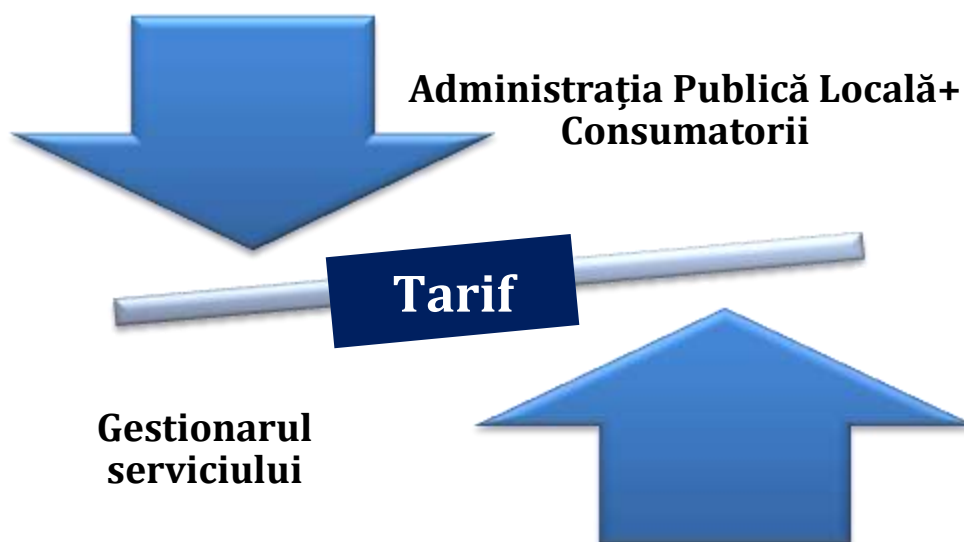 Administrația Publică Locală+
Consumatorii
Tarif
Gestionarul
serviciului